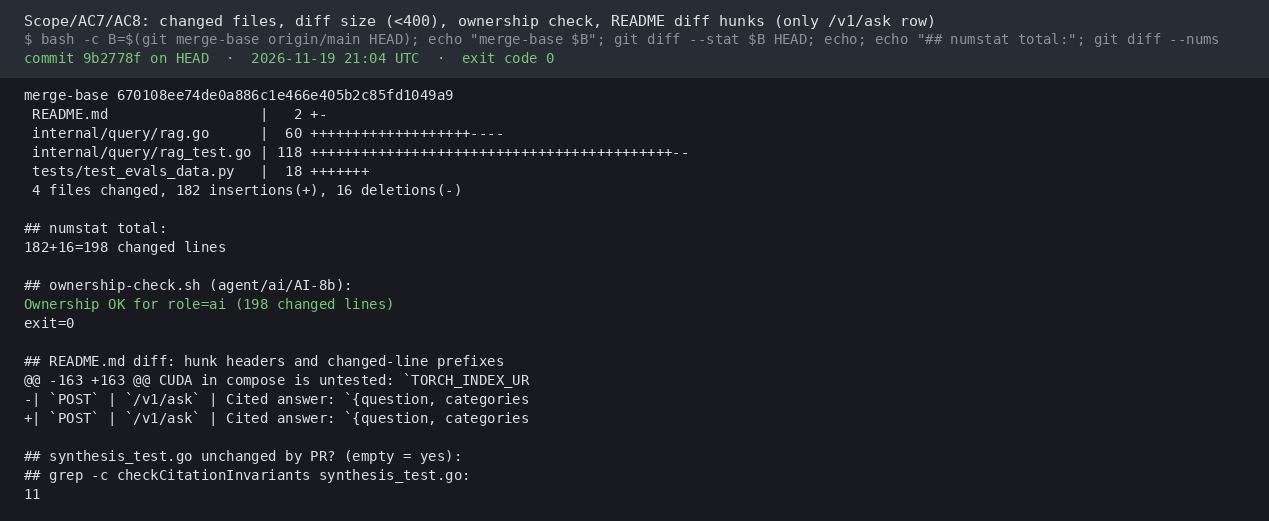 Scope/AC7/AC8: changed files, diff size (<400), ownership check, README diff hunks (only /v1/ask row)
$ bash -c B=$(git merge-base origin/main HEAD); echo "merge-base $B"; git diff --stat $B HEAD; echo; echo "## numstat total:"; git diff --nums
commit 9b2778f on HEAD · 2026-11-19 21:04 UTC · exit code 0
merge-base 670108ee74de0a886c1e466e405b2c85fd1049a9
README.md | 2 +-
internal/query/rag.go | 60 +++++++++++++++++++----
internal/query/rag_test.go | 118 +++++++++++++++++++++++++++++++++++++++++++--
tests/test_evals_data.py | 18 +++++++
4 files changed, 182 insertions(+), 16 deletions(-)
## numstat total:
182+16=198 changed lines
## ownership-check.sh (agent/ai/AI-8b):
Ownership OK for role=ai (198 changed lines)
exit=0
## README.md diff: hunk headers and changed-line prefixes
@@ -163 +163 @@ CUDA in compose is untested: `TORCH_INDEX_UR
-| `POST` | `/v1/ask` | Cited answer: `{question, categories
+| `POST` | `/v1/ask` | Cited answer: `{question, categories
## synthesis_test.go unchanged by PR? (empty = yes):
## grep -c checkCitationInvariants synthesis_test.go:
11